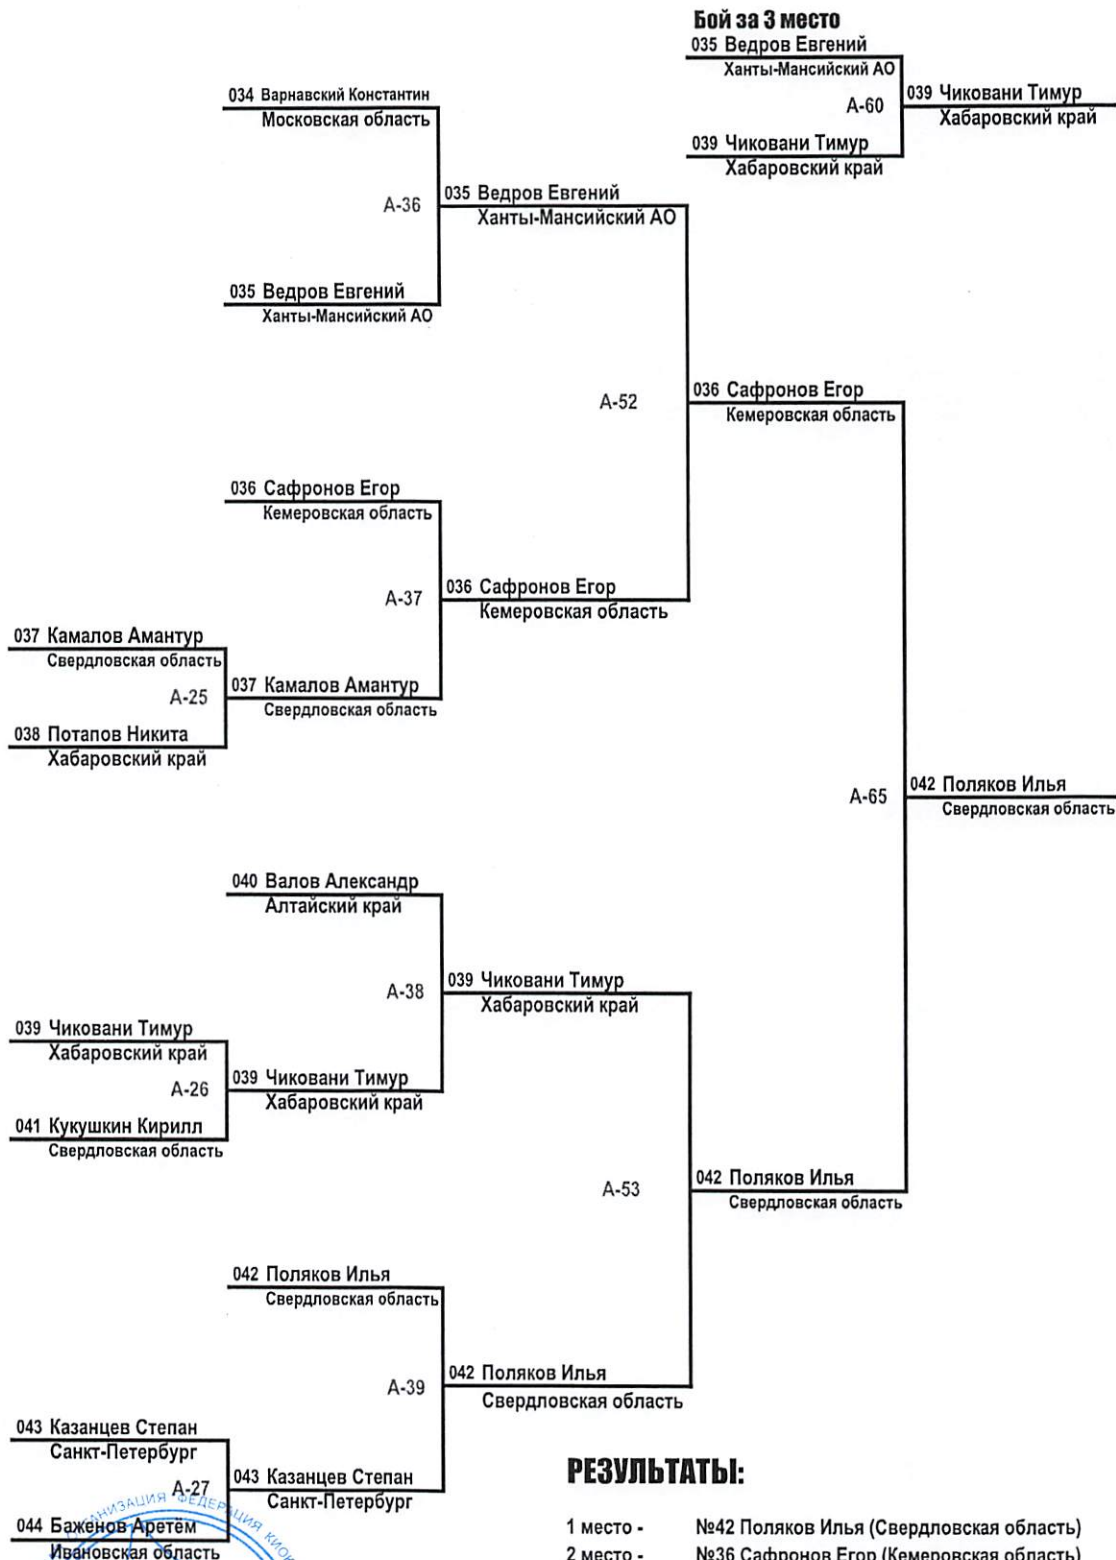 Бой за 3 место
035 Ведров Евгений
Ханты-Мансийский АО
А-60
039 Чиковани Тимур
Хабаровский край
039 Чиковани Тимур
Хабаровский край
034 Варнавский Константин
Московская область
А-36
035 Ведров Евгений
Ханты-Мансийский АО
035 Ведров Евгений
Ханты-Мансийский АО
А-52
036 Сафронов Егор
Кемеровская область
036 Сафронов Егор
Кемеровская область
А-37
036 Сафронов Егор
Кемеровская область
037 Камалов Амантур
Свердловская область
А-25
037 Камалов Амантур
Свердловская область
038 Потапов Никита
Хабаровский край
А-65
042 Поляков Илья
Свердловская область
040 Валов Александр
Алтайский край
А-38
039 Чиковани Тимур
Хабаровский край
039 Чиковани Тимур
Хабаровский край
А-26
039 Чиковани Тимур
Хабаровский край
041 Кукушкин Кирилл
Свердловская область
А-53
042 Поляков Илья
Свердловская область
042 Поляков Илья
Свердловская область
А-39
042 Поляков Илья
Свердловская область
043 Казанцев Степан
Санкт-Петербург
А-27
043 Казанцев Степан
Санкт-Петербург
044 Баженов Аретём
Ивановская область
ФЕДЕРАЦИЯ
РЕЗУЛЬТАТЫ:
1 место - №42 Поляков Илья (Свердловская область)
2 место - №36 Сафронов Егор (Кемеровская область)